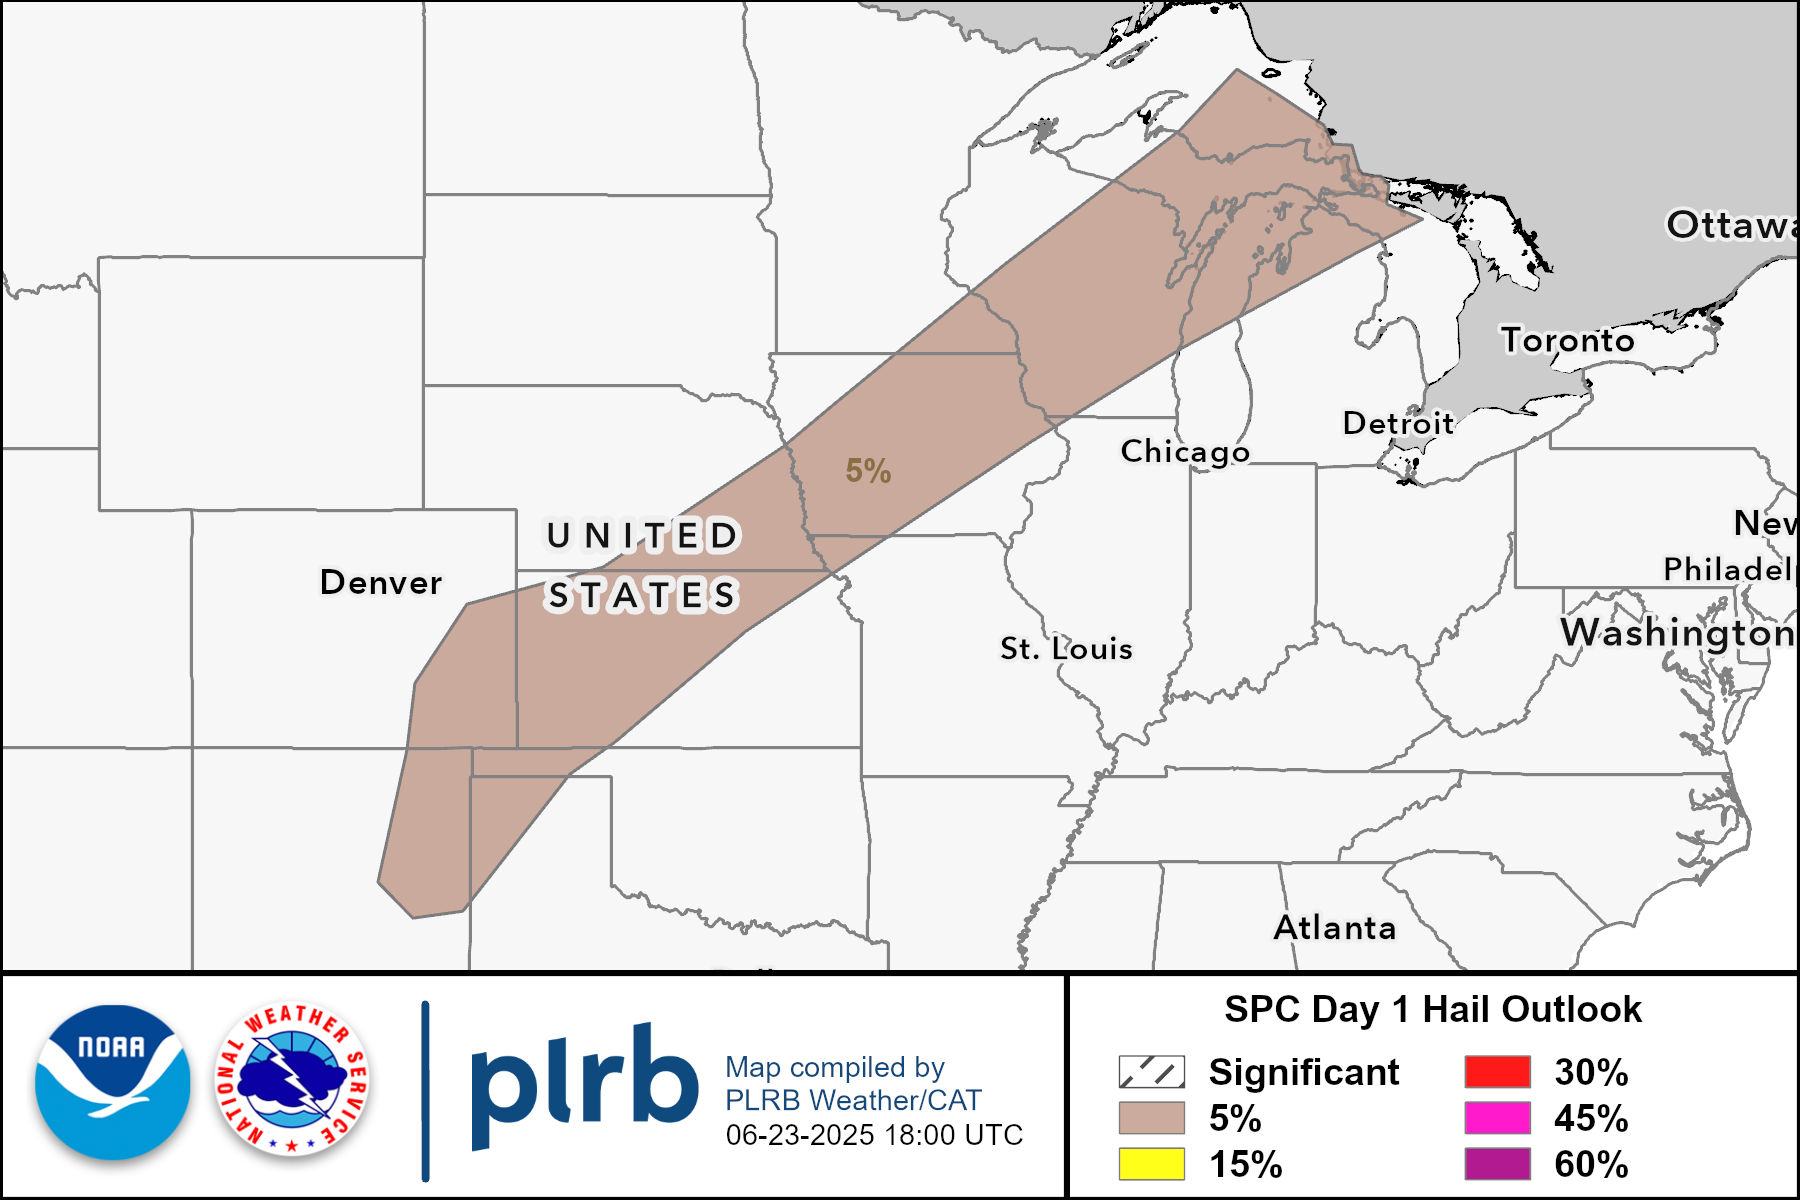 Ottawa
Toronto
Detroit
Chicago
5%
UNITED
STATES
Denver
New
Philadel
Washington
St. Louis
Atlanta
NOAA
NATIONAL WEATHER SERVICE
plrb
Map compiled by
PLRB Weather/CAT
06-23-2025 18:00 UTC
SPC Day 1 Hail Outlook
Significant
5%
15%
30%
45%
60%